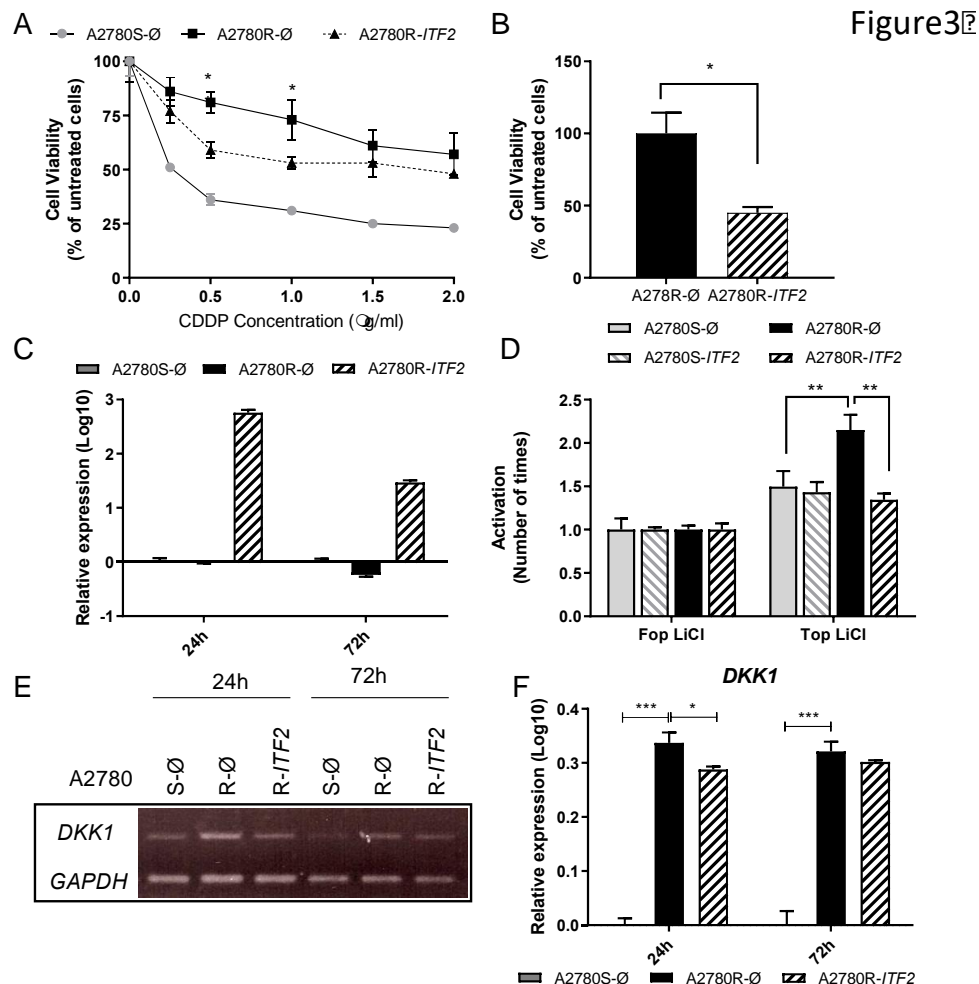 Figure3
A
A2780S-Ø A2780R-Ø A2780R-ITF2
Cell Viability
(% of untreated cells)
100
75
50
25
0
* *
0.0 0.5 1.0 1.5 2.0
CDDP Concentration (g/ml)
B
Cell Viability
(% of untreated cells)
150
100
50
0
*
A278R-Ø A2780R-ITF2
C
A2780S-Ø A2780R-Ø A2780R-ITF2
Relative expression (Log10)
3
2
1
0
-1
24h 72h
D
A2780S-Ø A2780R-Ø
A2780S-ITF2 A2780R-ITF2
Activation
(Number of times)
2.5
2.0
1.5
1.0
0.5
0.0
** **
Fop LiCl Top LiCl
E
24h 72h
A2780 S-Ø R-Ø R-ITF2 S-Ø R-Ø R-ITF2
DKK1
GAPDH
F
DKK1
Relative expression (Log10)
0.4
0.3
0.2
0.1
0.0
*** * ***
24h 72h
A2780S-Ø A2780R-Ø A2780R-ITF2